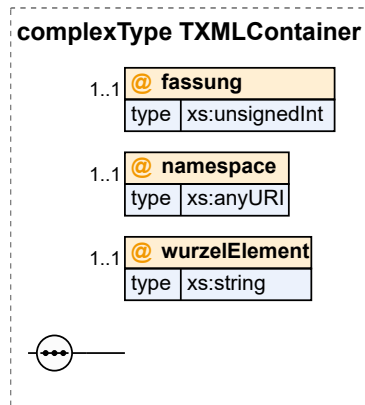 complexType TXMLContainer
1..1 @ fassung
type xs:unsignedInt
1..1 @ namespace
type xs:anyURI
1..1 @ wurzelElement
type xs:string